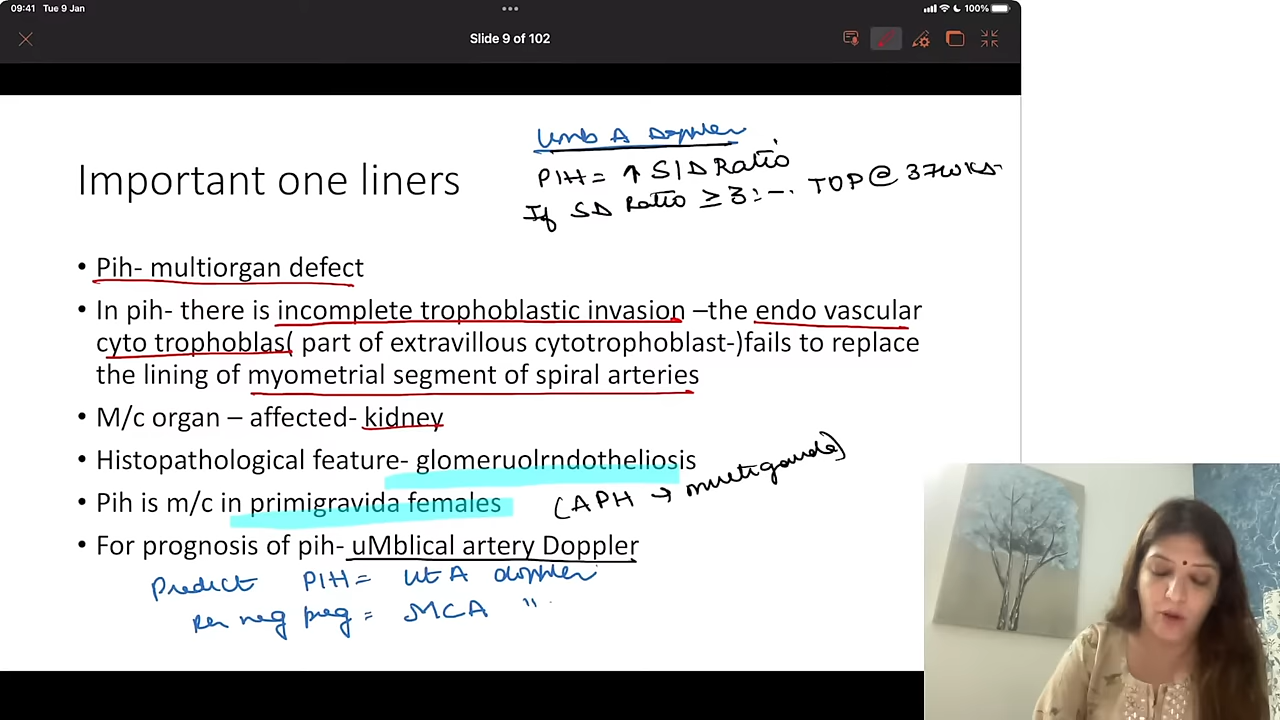 09:41 Tue 9 Jan
100%
Slide 9 of 102
Umb A Doppler
PIH = ↑ S/D Ratio
If SD Ratio ≥ 3 :- TOP @ 37wks
Important one liners
• Pih- multiorgan defect
• In pih- there is incomplete trophoblastic invasion –the endo vascular
cyto trophoblas( part of extravillous cytotrophoblast-)fails to replace
the lining of myometrial segment of spiral arteries
• M/c organ – affected- kidney
• Histopathological feature- glomeruolrndotheliosis
• Pih is m/c in primigravida females
(APH → multigravida)
• For prognosis of pih- uMblical artery Doppler
Predict PIH = Ut A doppler
Rh neg preg = MCA "